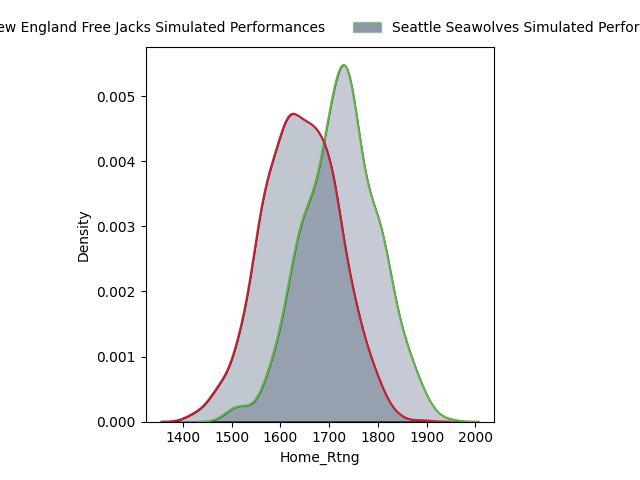 ew England Free Jacks Simulated Performances
Seattle Seawolves Simulated Perfor
0.005
0.004
0.003
0.002
0.001
0.000
Density
1400 1500 1600 1700 1800 1900 2000
Home_Rtng